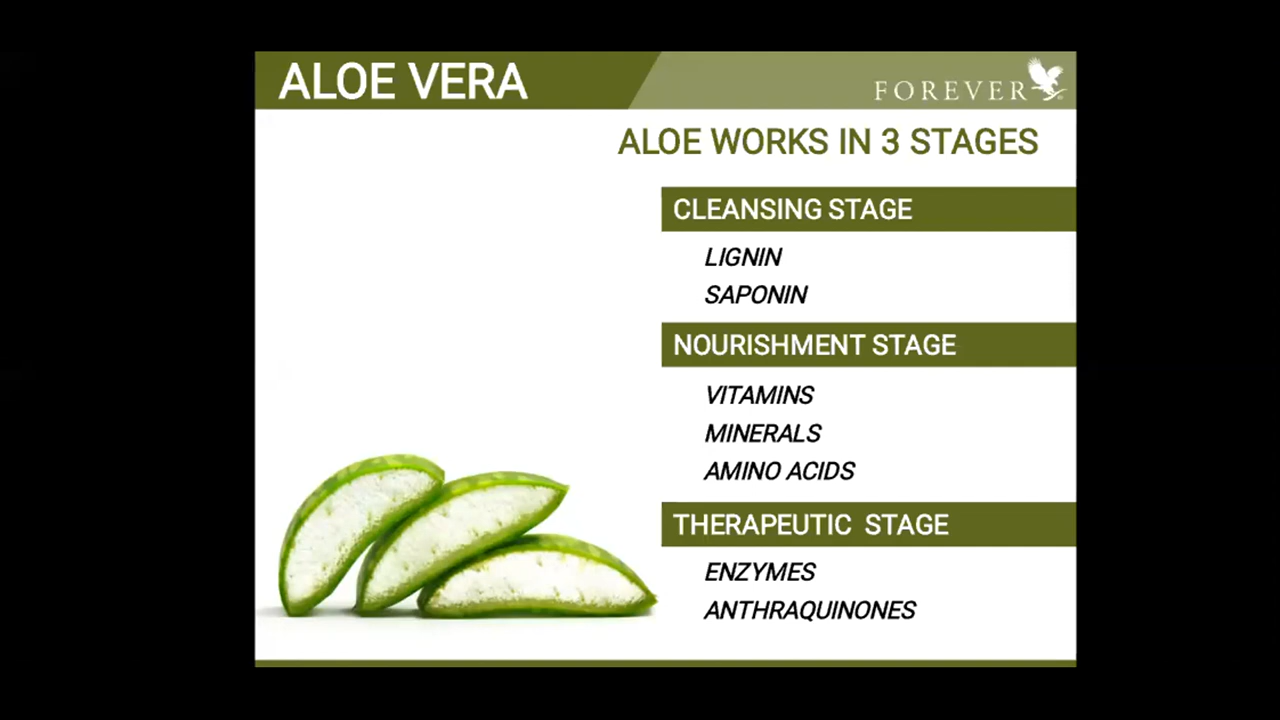 ALOE VERA
FOREVER
ALOE WORKS IN 3 STAGES
CLEANSING STAGE
LIGNIN
SAPONIN
NOURISHMENT STAGE
VITAMINS
MINERALS
AMINO ACIDS
THERAPEUTIC STAGE
ENZYMES
ANTHRAQUINONES